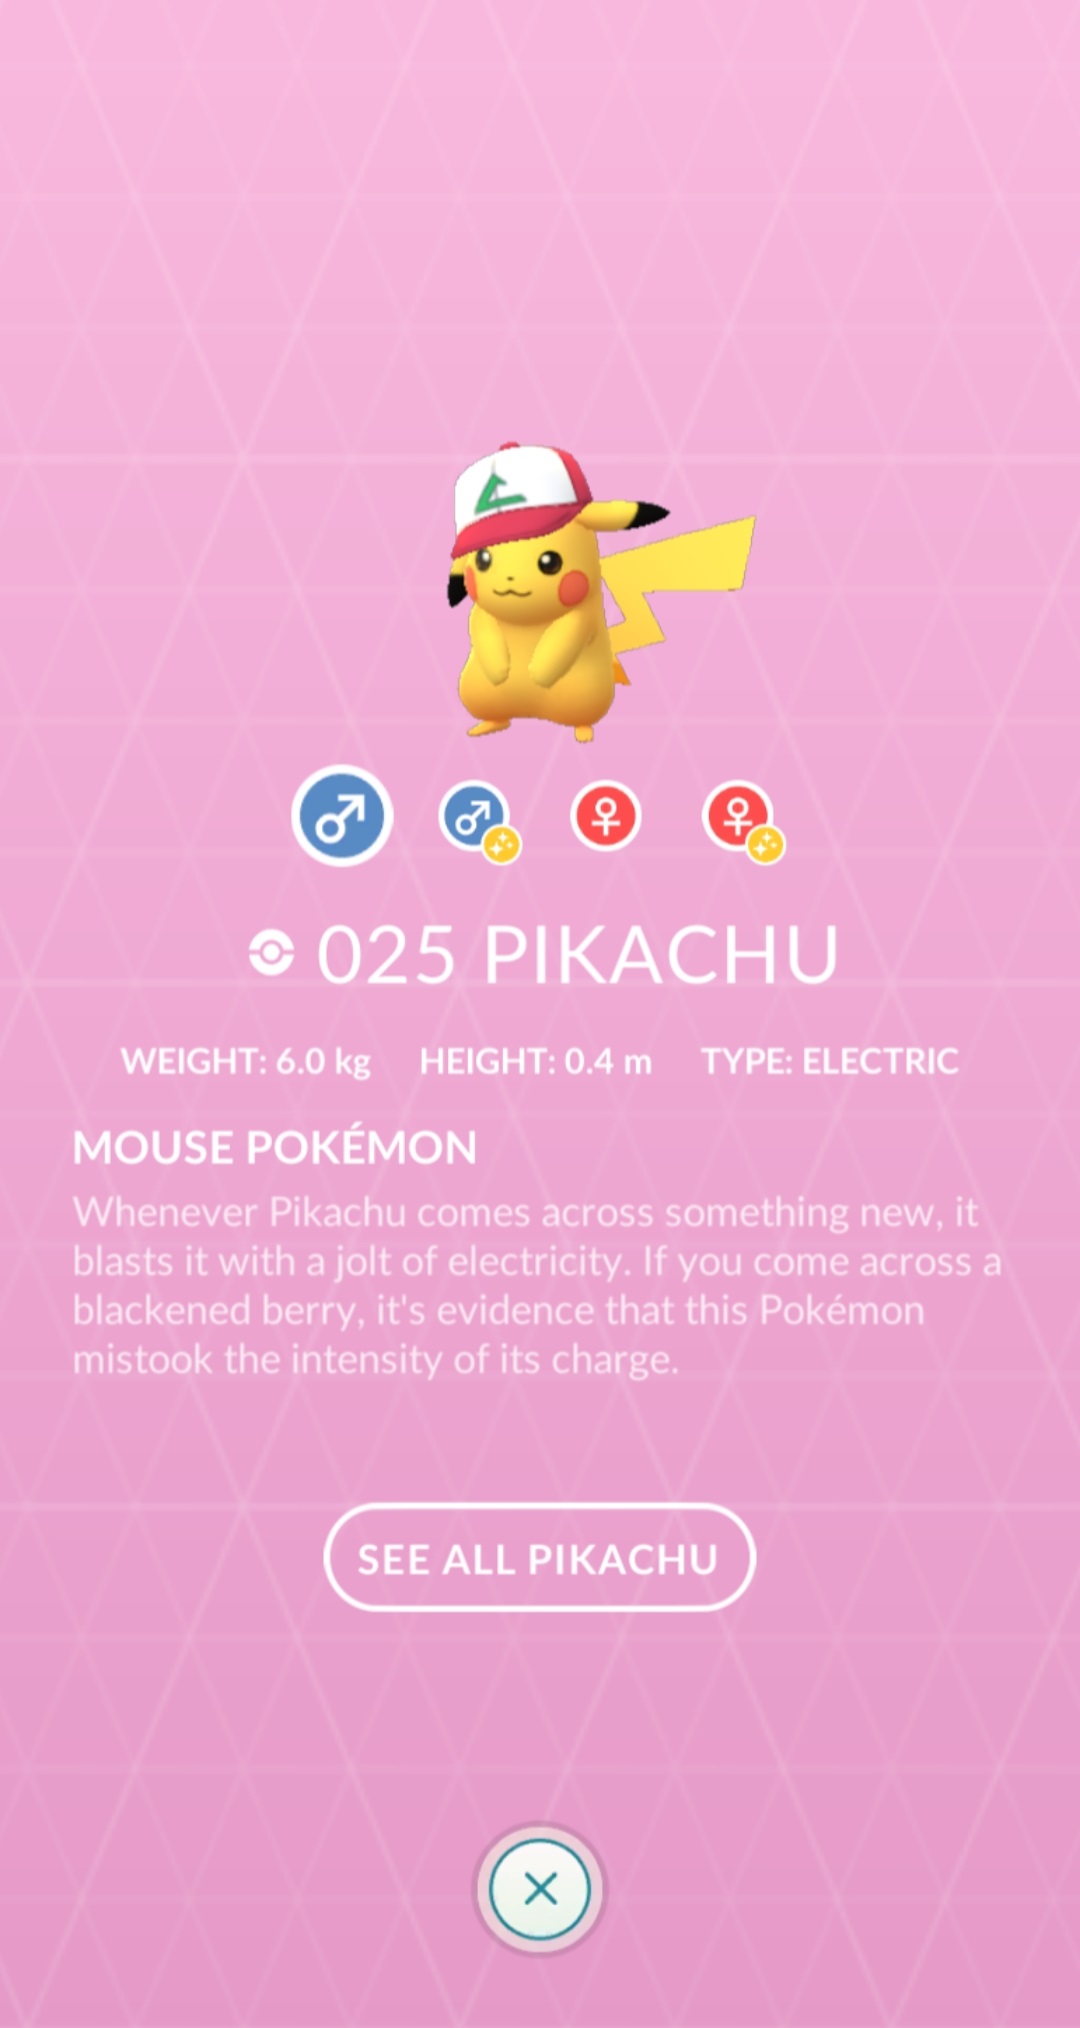 025 PIKACHU
WEIGHT: 6.0 kg HEIGHT: 0.4 m TYPE: ELECTRIC
MOUSE POKÉMON
Whenever Pikachu comes across something new, it
blasts it with a jolt of electricity. If you come across a
blackened berry, it's evidence that this Pokémon
mistook the intensity of its charge.
SEE ALL PIKACHU